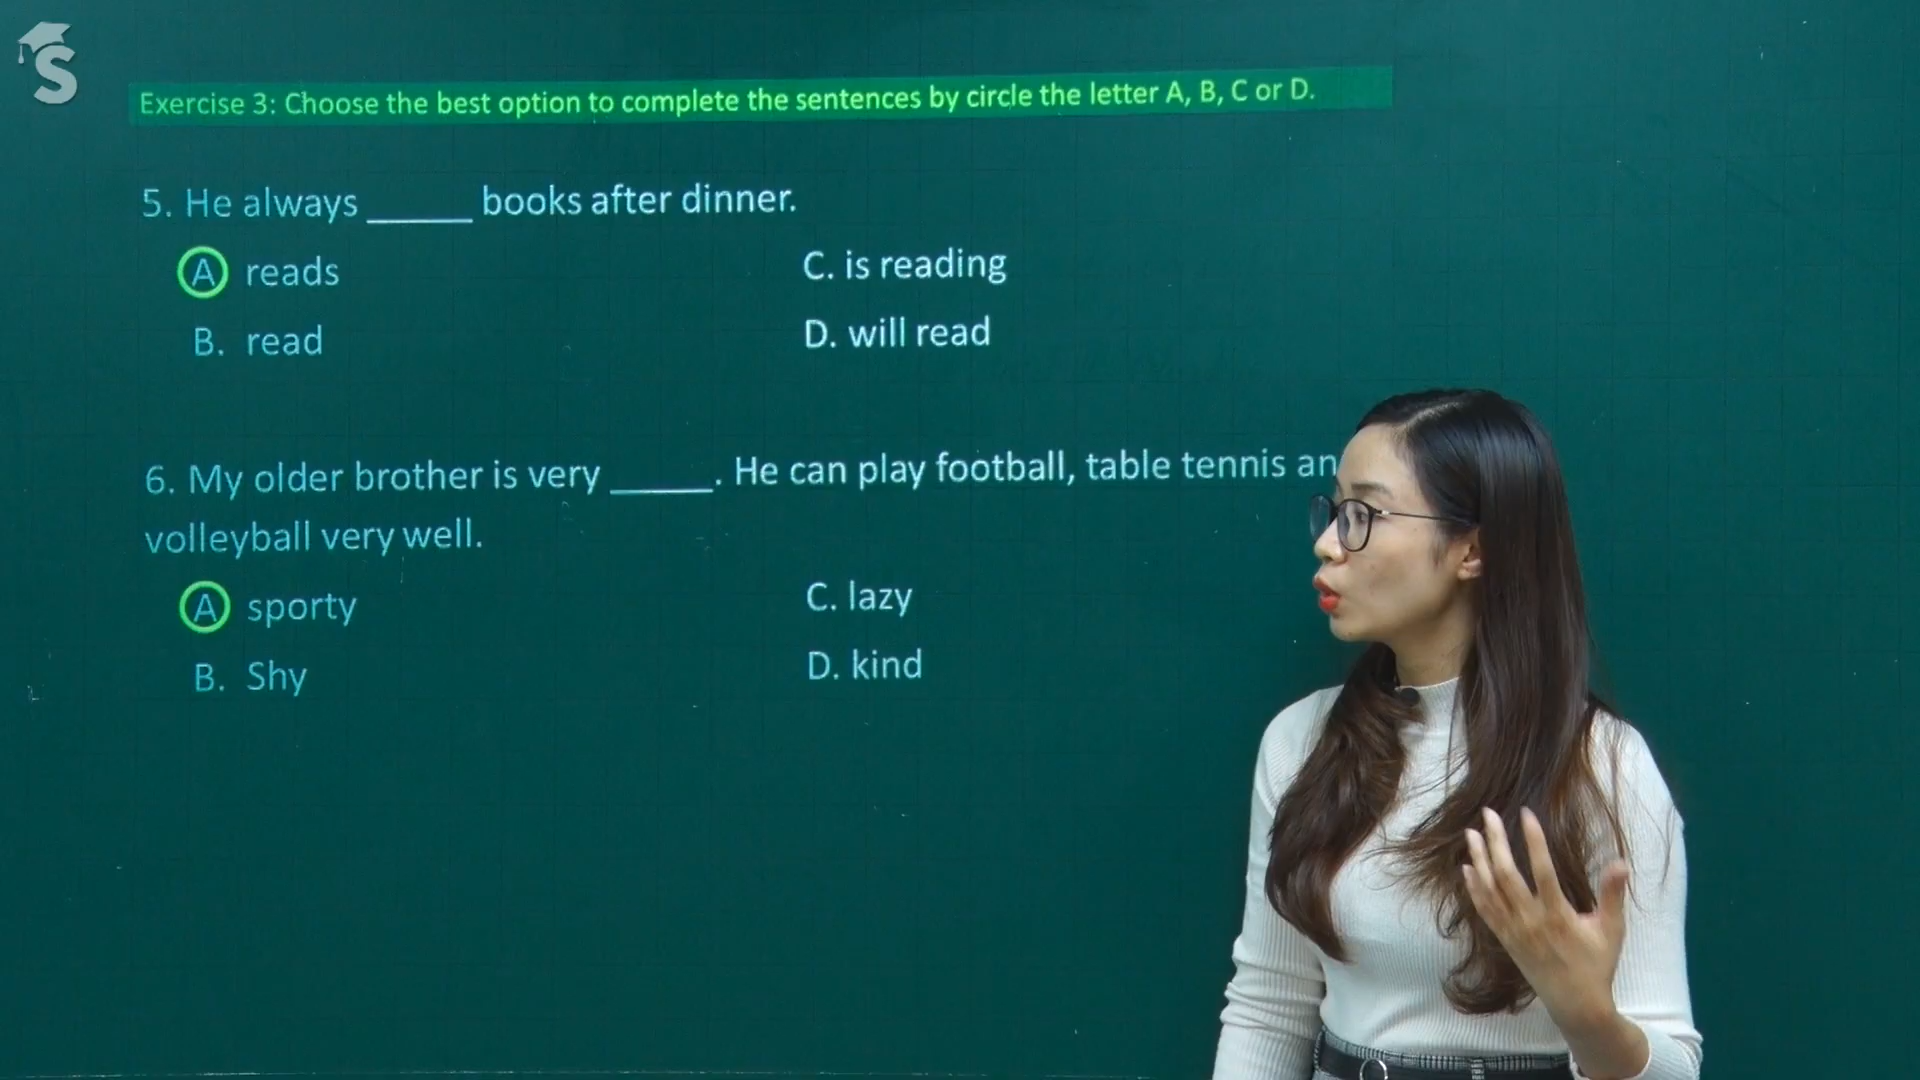 S
Exercise 3: Choose the best option to complete the sentences by circle the letter A, B, C or D.
5. He always ______ books after dinner.
A reads
C. is reading
B. read
D. will read
6. My older brother is very ______. He can play football, table tennis an
volleyball very well.
A sporty
C. lazy
B. Shy
D. kind